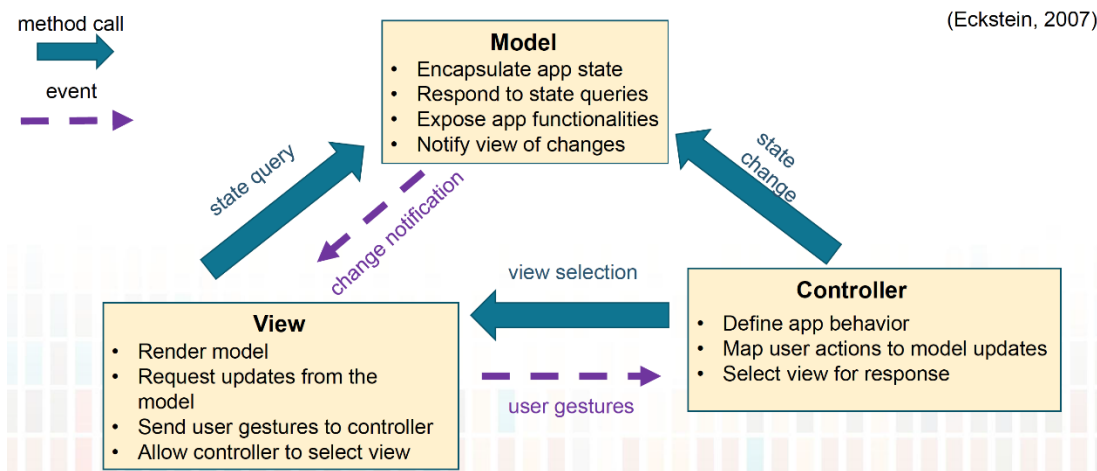 method call
event
(Eckstein, 2007)
Model
• Encapsulate app state
• Respond to state queries
• Expose app functionalities
• Notify view of changes
state query
change notification
state
change
view selection
user gestures
View
• Render model
• Request updates from the
model
• Send user gestures to controller
• Allow controller to select view
Controller
• Define app behavior
• Map user actions to model updates
• Select view for response